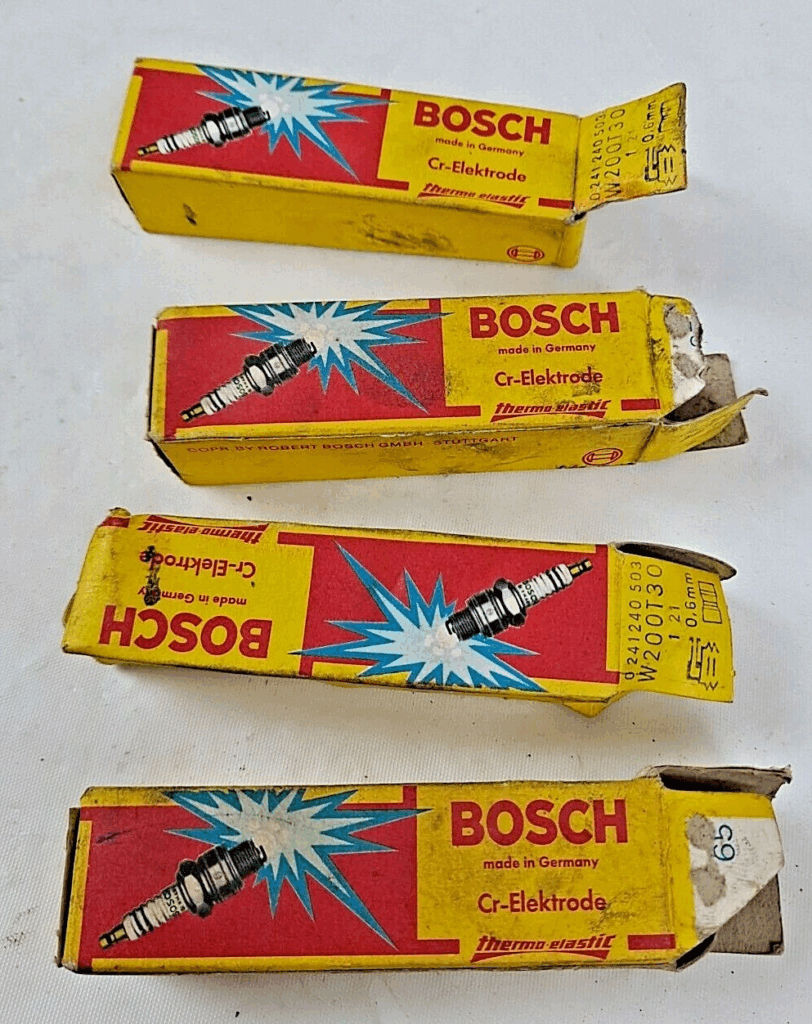 BOSCH
made in Germany
Cr-Elektrode
thermo-elastic
0 241 240 503
W200T30
1 21
0.6mm
BOSCH
made in Germany
Cr-Elektrode
thermo-elastic
COPR. BY ROBERT BOSCH GMBH STUTTGART
BOSCH
made in Germany
Cr-Elektrode
thermo-elastic
0 241 240 503
W200T30
1 21
0.6mm
BOSCH
made in Germany
Cr-Elektrode
thermo-elastic
65